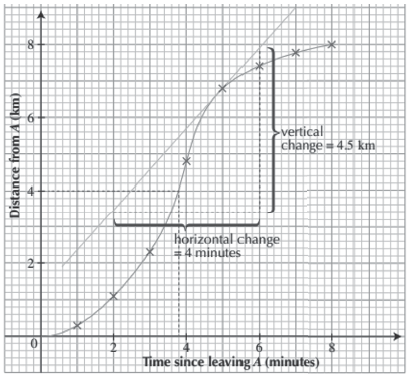 Distance from A (km)
8
6
4
2
0
vertical
change = 4.5 km
horizontal change
= 4 minutes
2
4
6
8
Time since leaving A (minutes)